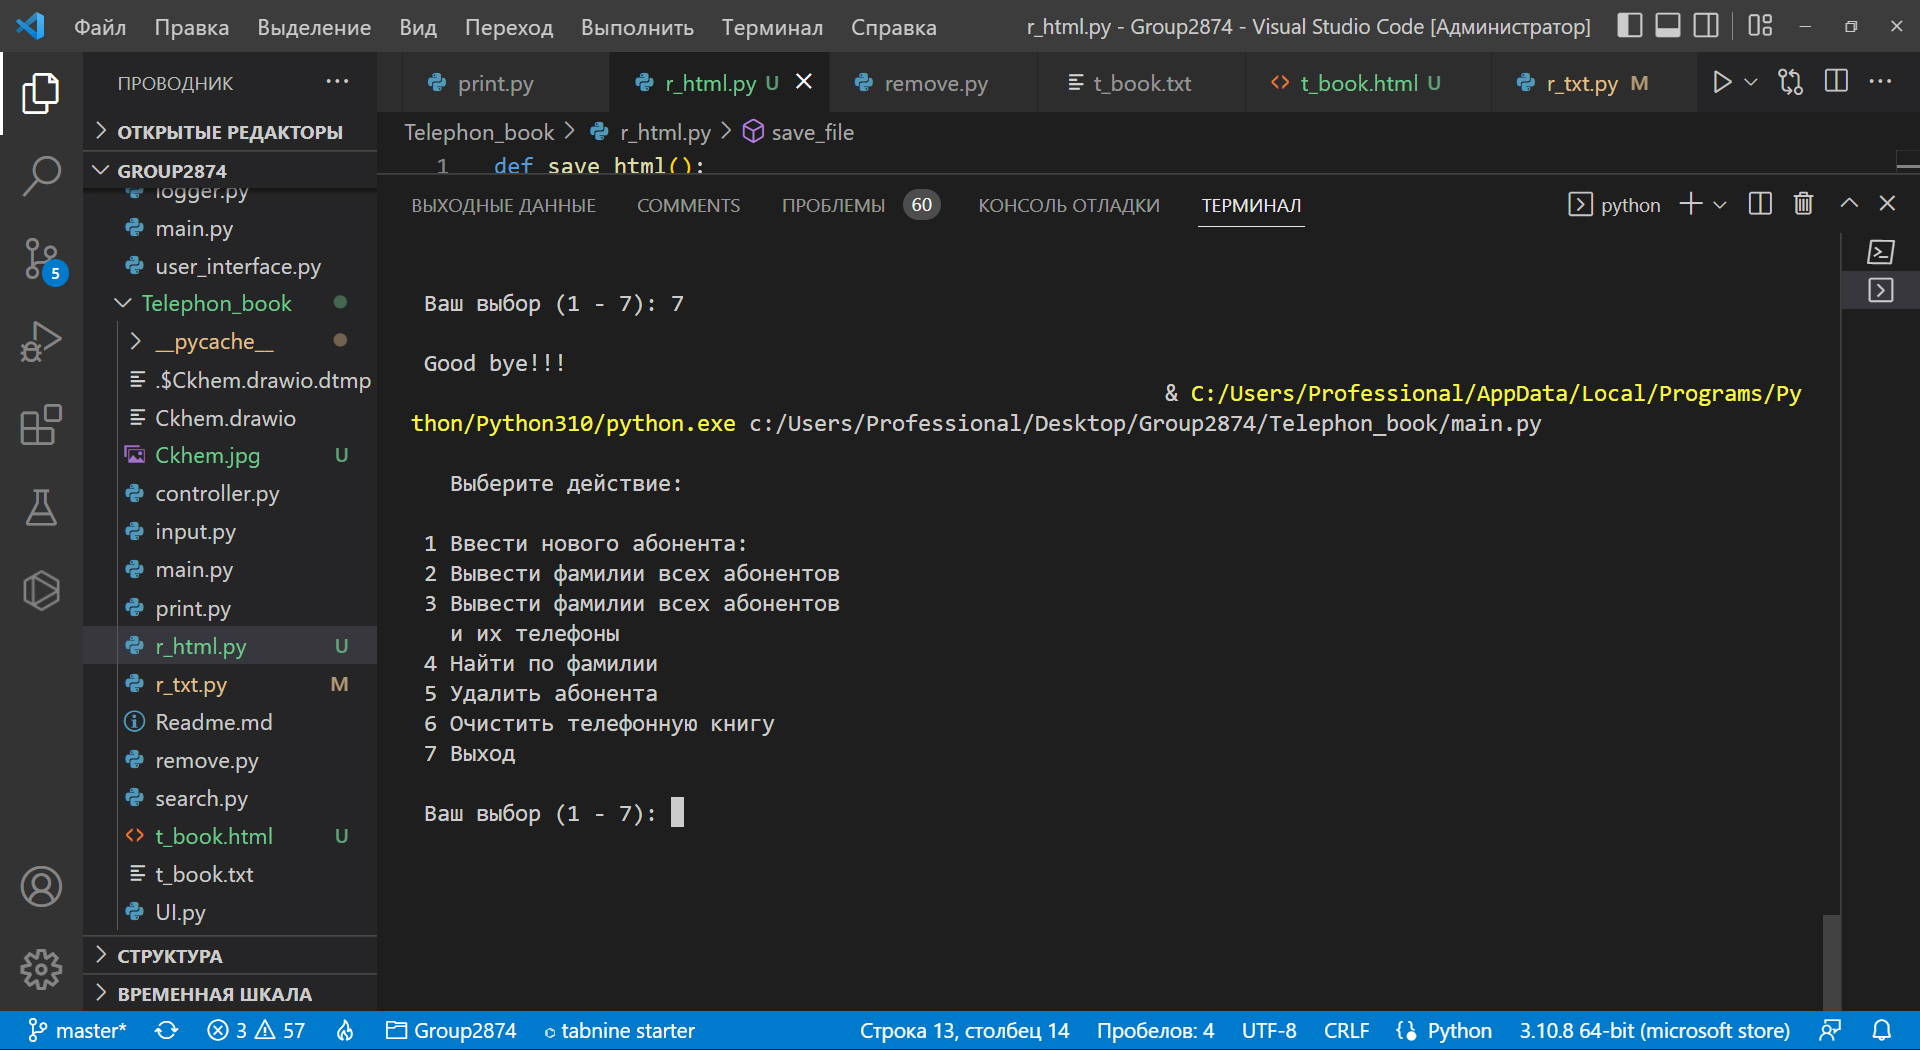 Файл Правка Выделение Вид Переход Выполнить Терминал Справка r_html.py - Group2874 - Visual Studio Code [Администратор]
ПРОВОДНИК ···
ОТКРЫТЫЕ РЕДАКТОРЫ
GROUP2874
logger.py
main.py
user_interface.py
Telephon_book
__pycache__
.$Ckhem.drawio.dtmp
Ckhem.drawio
Ckhem.jpg U
controller.py
input.py
main.py
print.py
r_html.py U
r_txt.py M
Readme.md
remove.py
search.py
t_book.html U
t_book.txt
UI.py
СТРУКТУРА
ВРЕМЕННАЯ ШКАЛА
5
print.py r_html.py U remove.py t_book.txt t_book.html U r_txt.py M
Telephon_book > r_html.py > save_file
1 def save_html():
ВЫХОДНЫЕ ДАННЫЕ COMMENTS ПРОБЛЕМЫ 60 КОНСОЛЬ ОТЛАДКИ ТЕРМИНАЛ python
Ваш выбор (1 - 7): 7
Good bye!!!
& C:/Users/Professional/AppData/Local/Programs/Py
thon/Python310/python.exe c:/Users/Professional/Desktop/Group2874/Telephon_book/main.py
Выберите действие:
1 Ввести нового абонента:
2 Вывести фамилии всех абонентов
3 Вывести фамилии всех абонентов
и их телефоны
4 Найти по фамилии
5 Удалить абонента
6 Очистить телефонную книгу
7 Выход
Ваш выбор (1 - 7):
master* 3 57 Group2874 tabnine starter Строка 13, столбец 14 Пробелов: 4 UTF-8 CRLF Python 3.10.8 64-bit (microsoft store)